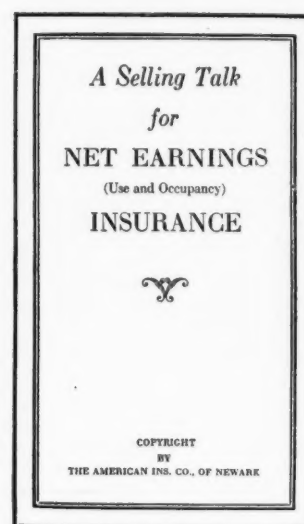 A Selling Talk
for
NET EARNINGS
(Use and Occupancy)
INSURANCE
COPYRIGHT
BY
THE AMERICAN INS. CO., OF NEWARK